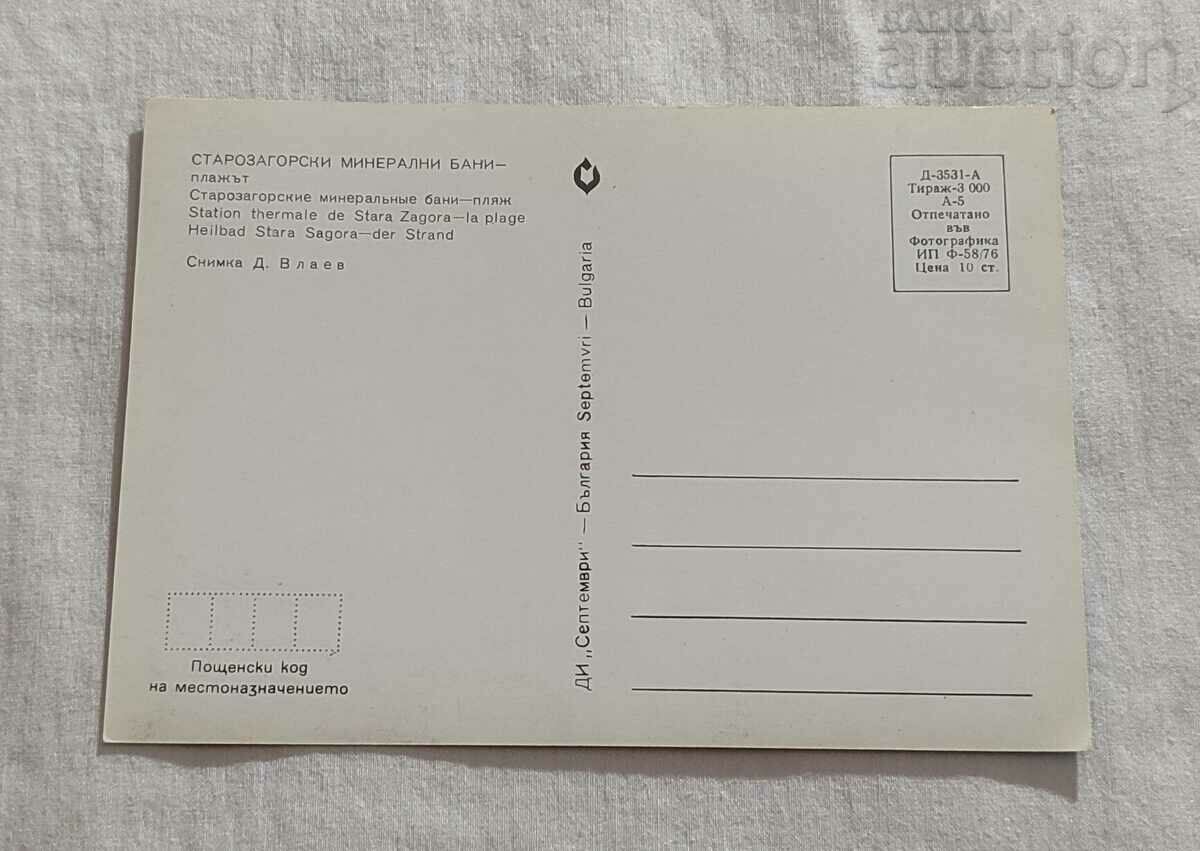 СТАРОЗАГОРСКИ МИНЕРАЛНИ БАНИ—
плажът
Старозагорские минеральные бани—пляж
Station thermale de Stara Zagora—la plage
Heilbad Stara Sagora—der Strand
Снимка Д. Влаев
Д-3531-А
Тираж-3 000
А-5
Отпечатано
във
Фотографика
ИП Ф-58/76
Цена 10 ст.
ДИ „Септември" — България Septemvri — Bulgaria
Пощенски код
на местоназначението
auction